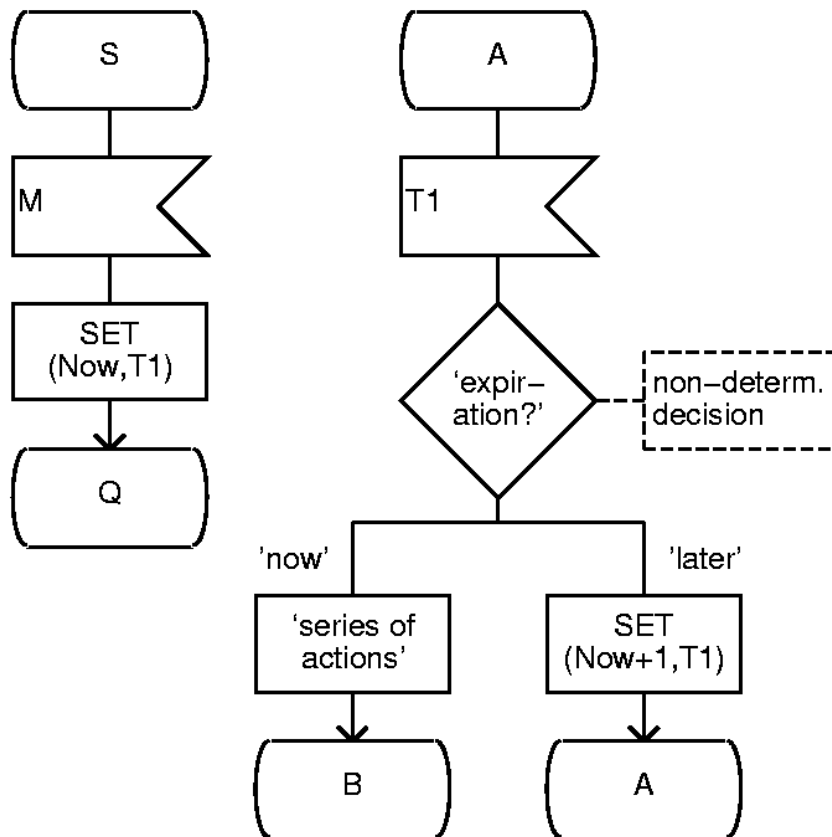 S
M
SET
(Now,T1)
Q
A
T1
‘expir–
ation?’
non–determ.
decision
’now’
’later’
‘series of
actions’
SET
(Now+1,T1)
B
A